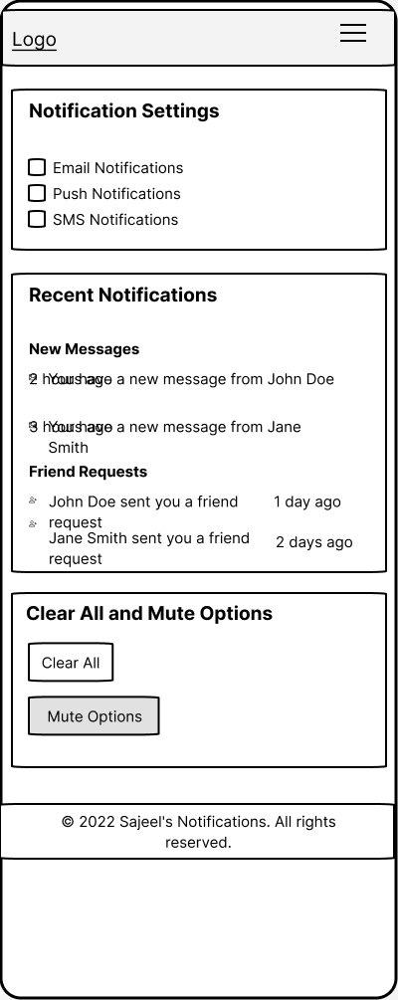 Logo
Notification Settings
Email Notifications
Push Notifications
SMS Notifications
Recent Notifications
New Messages
2 hours ago
You have a new message from John Doe
3 hours ago
You have a new message from Jane
Smith
Friend Requests
John Doe sent you a friend
request
1 day ago
Jane Smith sent you a friend
request
2 days ago
Clear All and Mute Options
Clear All
Mute Options
© 2022 Sajeel's Notifications. All rights
reserved.